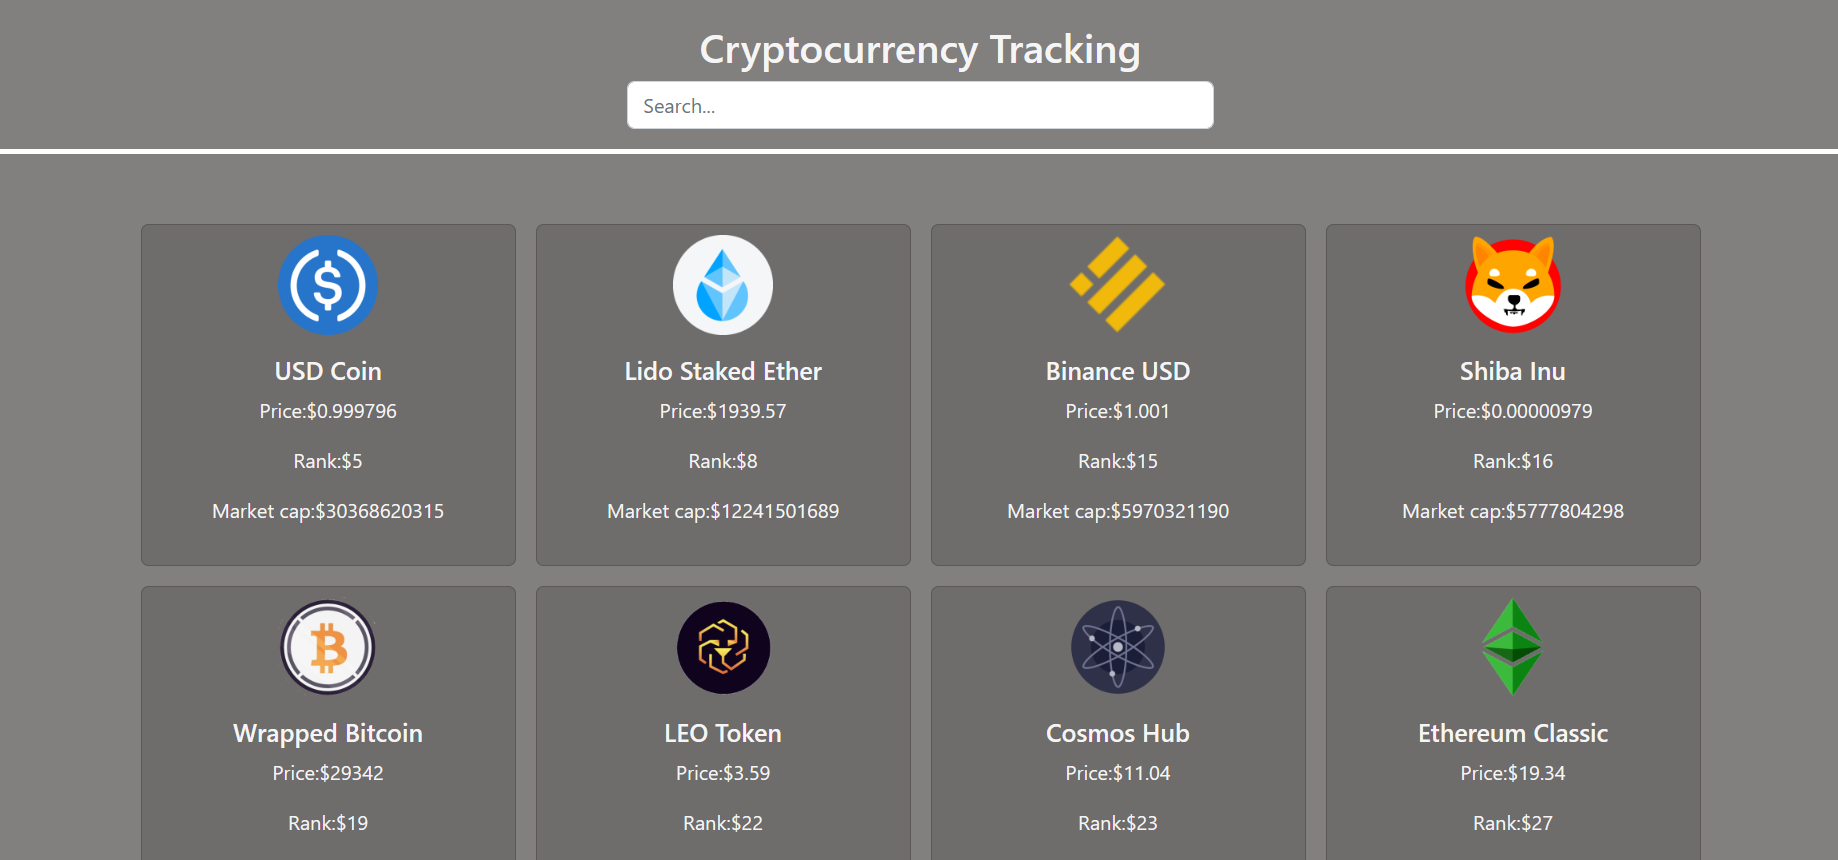 Cryptocurrency Tracking
Search...
USD Coin
Price:$0.999796
Rank:$5
Market cap:$30368620315
Lido Staked Ether
Price:$1939.57
Rank:$8
Market cap:$12241501689
Binance USD
Price:$1.001
Rank:$15
Market cap:$5970321190
Shiba Inu
Price:$0.00000979
Rank:$16
Market cap:$5777804298
Wrapped Bitcoin
Price:$29342
Rank:$19
LEO Token
Price:$3.59
Rank:$22
Cosmos Hub
Price:$11.04
Rank:$23
Ethereum Classic
Price:$19.34
Rank:$27